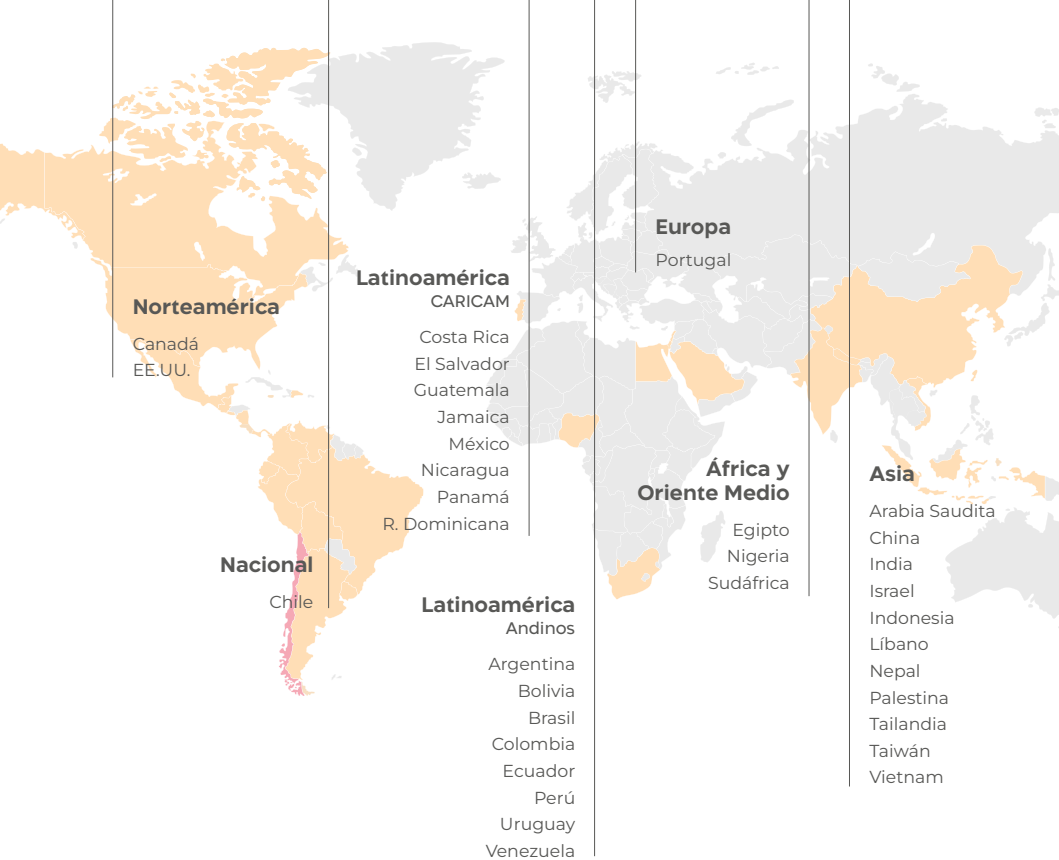 Norteamérica
Canadá
EE.UU.
Nacional
Chile
Latinoamérica
CARICAM
Costa Rica
El Salvador
Guatemala
Jamaica
México
Nicaragua
Panamá
R. Dominicana
Latinoamérica
Andinos
Argentina
Bolivia
Brasil
Colombia
Ecuador
Perú
Uruguay
Venezuela
Europa
Portugal
África y
Oriente Medio
Egipto
Nigeria
Sudáfrica
Asia
Arabia Saudita
China
India
Israel
Indonesia
Líbano
Nepal
Palestina
Tailandia
Taiwán
Vietnam